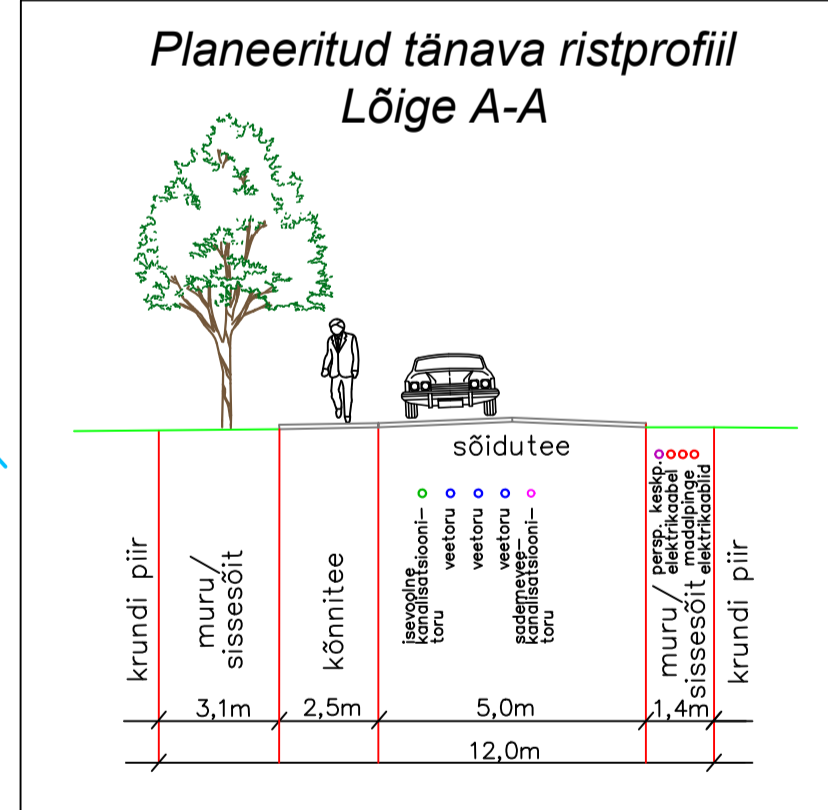 Planeeritud tänava ristprofiil
Lõige A-A
sõidutee
krundi piir
muru/
sissesõit
kõnnitee
isevoolne
kanalisatsiooni-
toru
veetoru
veetoru
veetoru
sademevee-
kanalisatsiooni-
toru
persp. keskp.
elektrikaabel
madalpinge
elektrikaablid
muru/
sissesõit
krundi piir
3,1m
2,5m
5,0m
1,4m
12,0m